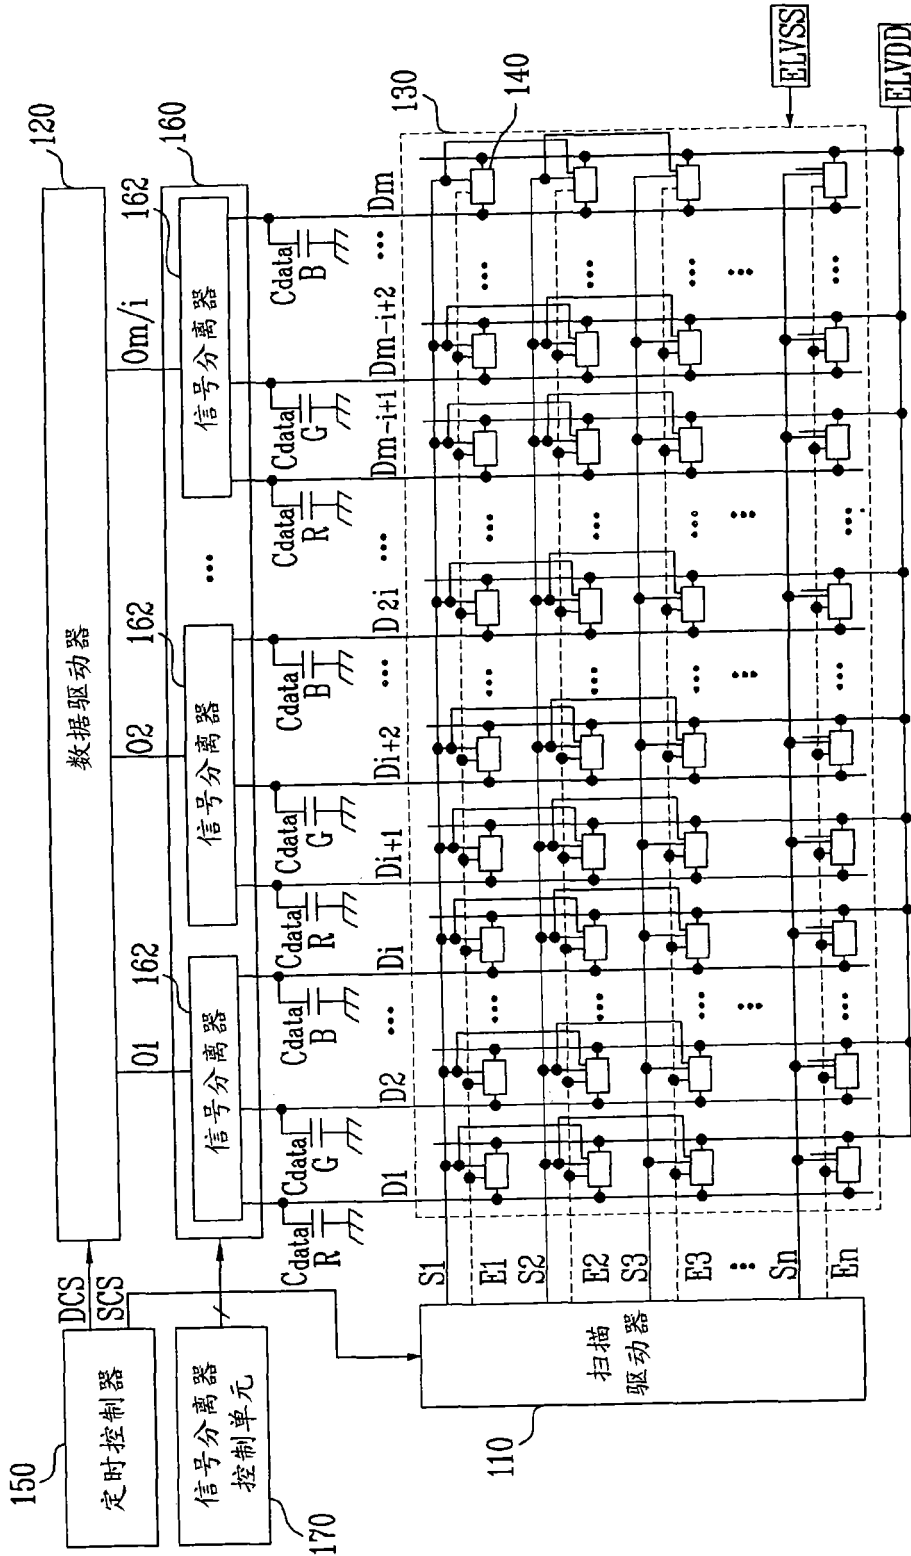 150
定时控制器
DCS
SCS
数据驱动器
120
170
信号分离器
控制单元
O1
O2
Om/i
162
162
162
160
信号分离器
信号分离器
...
信号分离器
Cdata
R
Cdata
G
Cdata
B
Cdata
R
Cdata
G
Cdata
B
Cdata
R
Cdata
G
Cdata
B
D1
D2
...
Di
Di+1
Di+2
...
D2i
...
Dm-i+1
Dm-i+2
...
Dm
130
140
110
扫描
驱动器
S1
E1
S2
E2
S3
E3
...
Sn
En
ELVSS
ELVDD